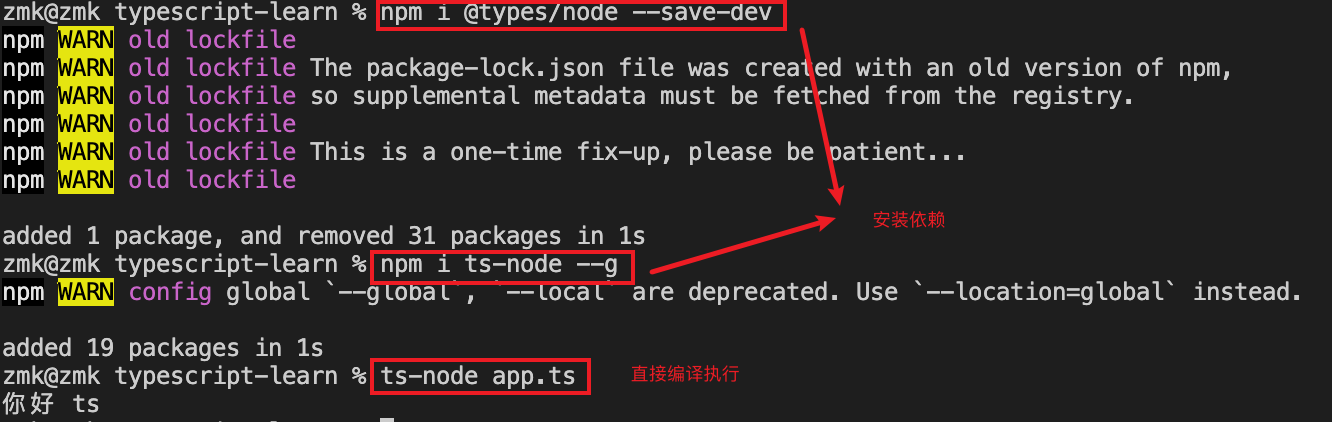 zmk@zmk typescript-learn % npm i @types/node --save-dev
npm WARN old lockfile
npm WARN old lockfile The package-lock.json file was created with an old version of npm,
npm WARN old lockfile so supplemental metadata must be fetched from the registry.
npm WARN old lockfile
npm WARN old lockfile This is a one-time fix-up, please be patient...
npm WARN old lockfile
安装依赖
added 1 package, and removed 31 packages in 1s
zmk@zmk typescript-learn % npm i ts-node --g
npm WARN config global `--global`, `--local` are deprecated. Use `--location=global` instead.
added 19 packages in 1s
zmk@zmk typescript-learn % ts-node app.ts 直接编译执行
你好 ts